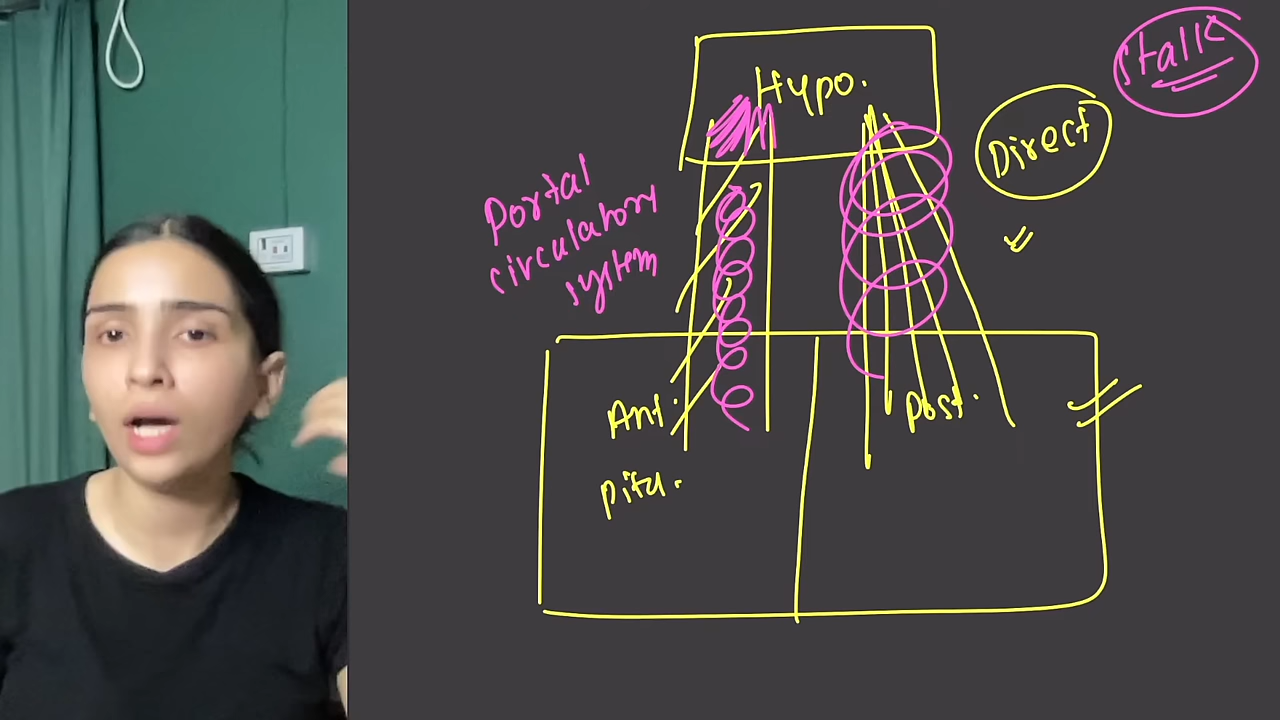 Stalk
Hypo.
Direct
Portal
circulatory
system
Ant.
Post.
Pitu.